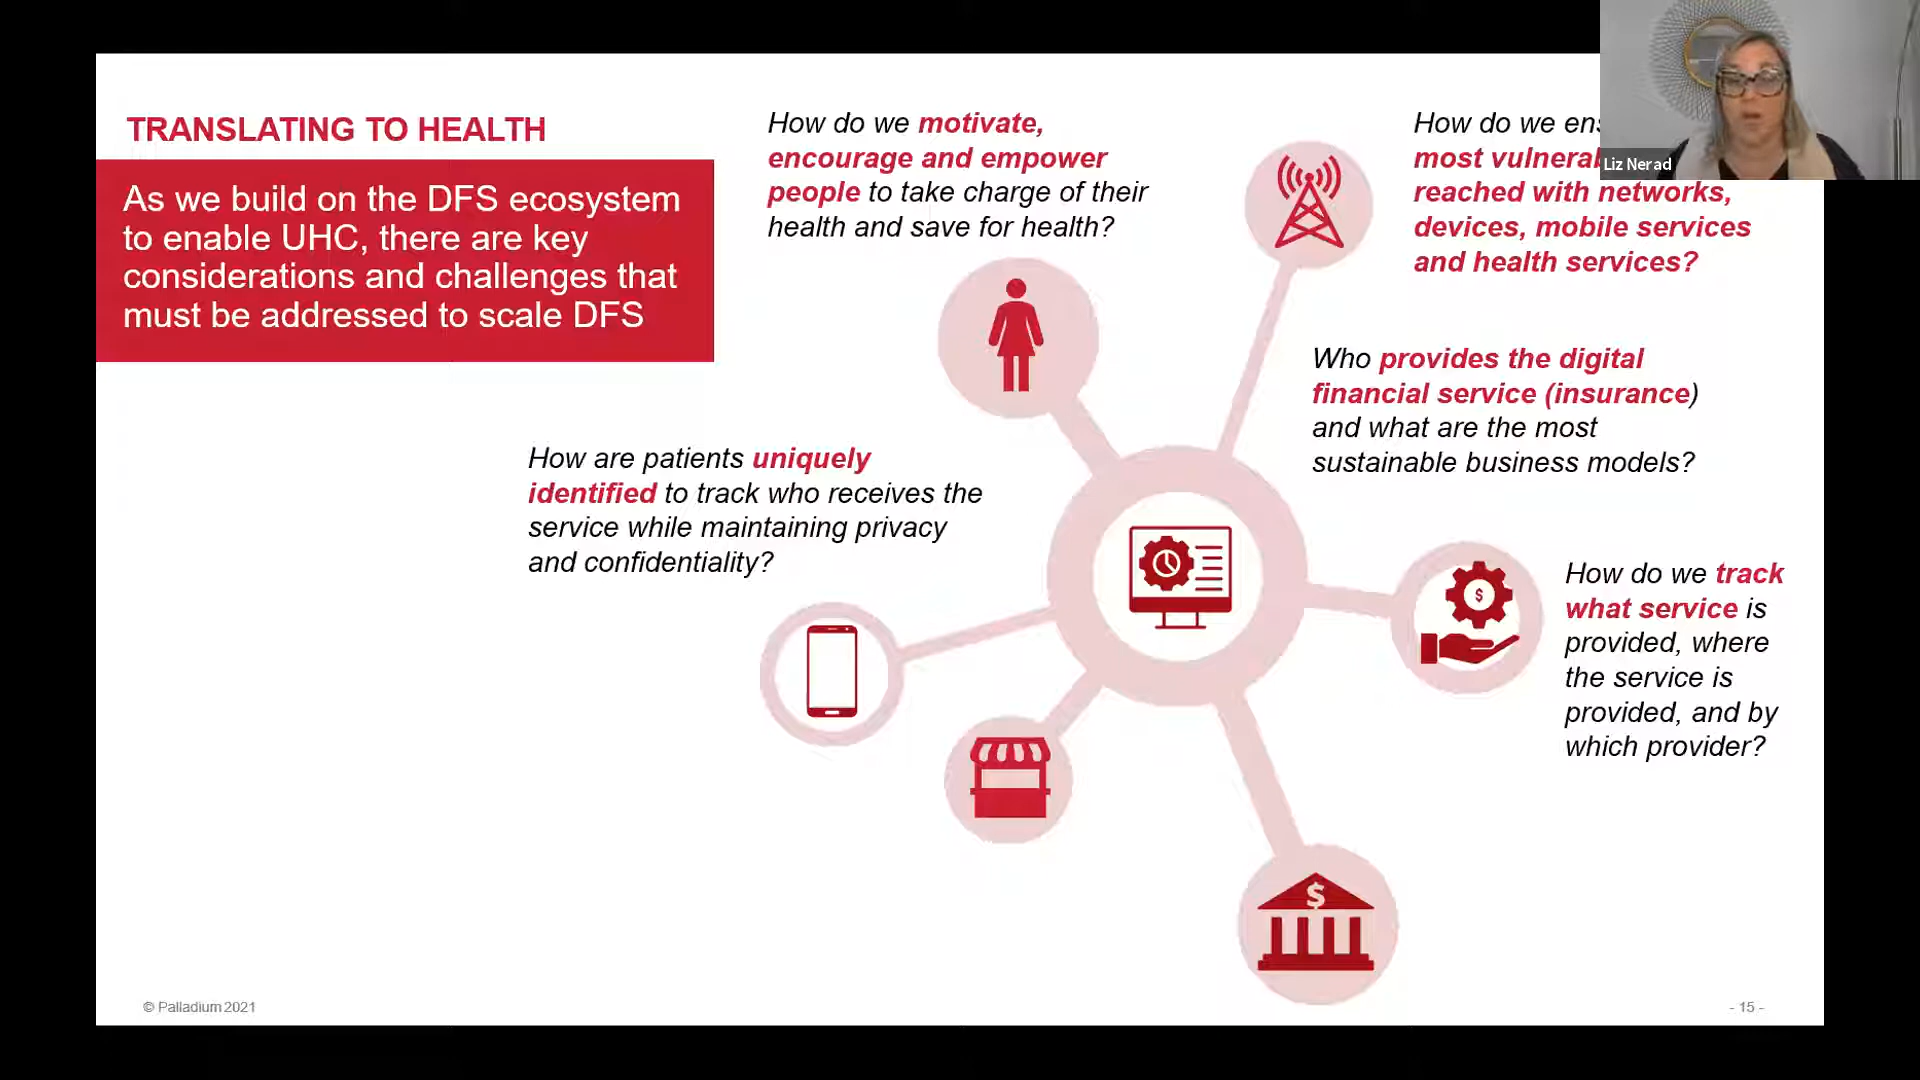 TRANSLATING TO HEALTH
As we build on the DFS ecosystem
to enable UHC, there are key
considerations and challenges that
must be addressed to scale DFS
How do we motivate,
encourage and empower
people to take charge of their
health and save for health?
How do we
most
reached with networks,
devices, mobile services
and health services?
Liz Nerad
Who provides the digital
financial service (insurance)
and what are the most
sustainable business models?
How are patients uniquely
identified to track who receives the
service while maintaining privacy
and confidentiality?
$
How do we track
what service is
provided, where
the service is
provided, and by
which provider?
$
© Palladium 2021
- 15 -